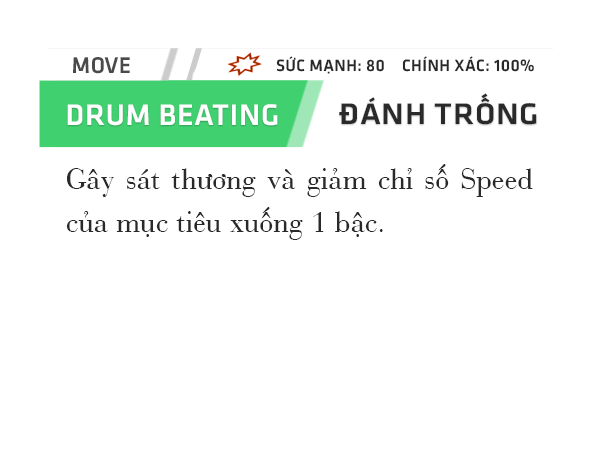 MOVE SỨC MẠNH: 80 CHÍNH XÁC: 100%
DRUM BEATING ĐÁNH TRỐNG
Gây sát thương và giảm chỉ số Speed
của mục tiêu xuống 1 bậc.